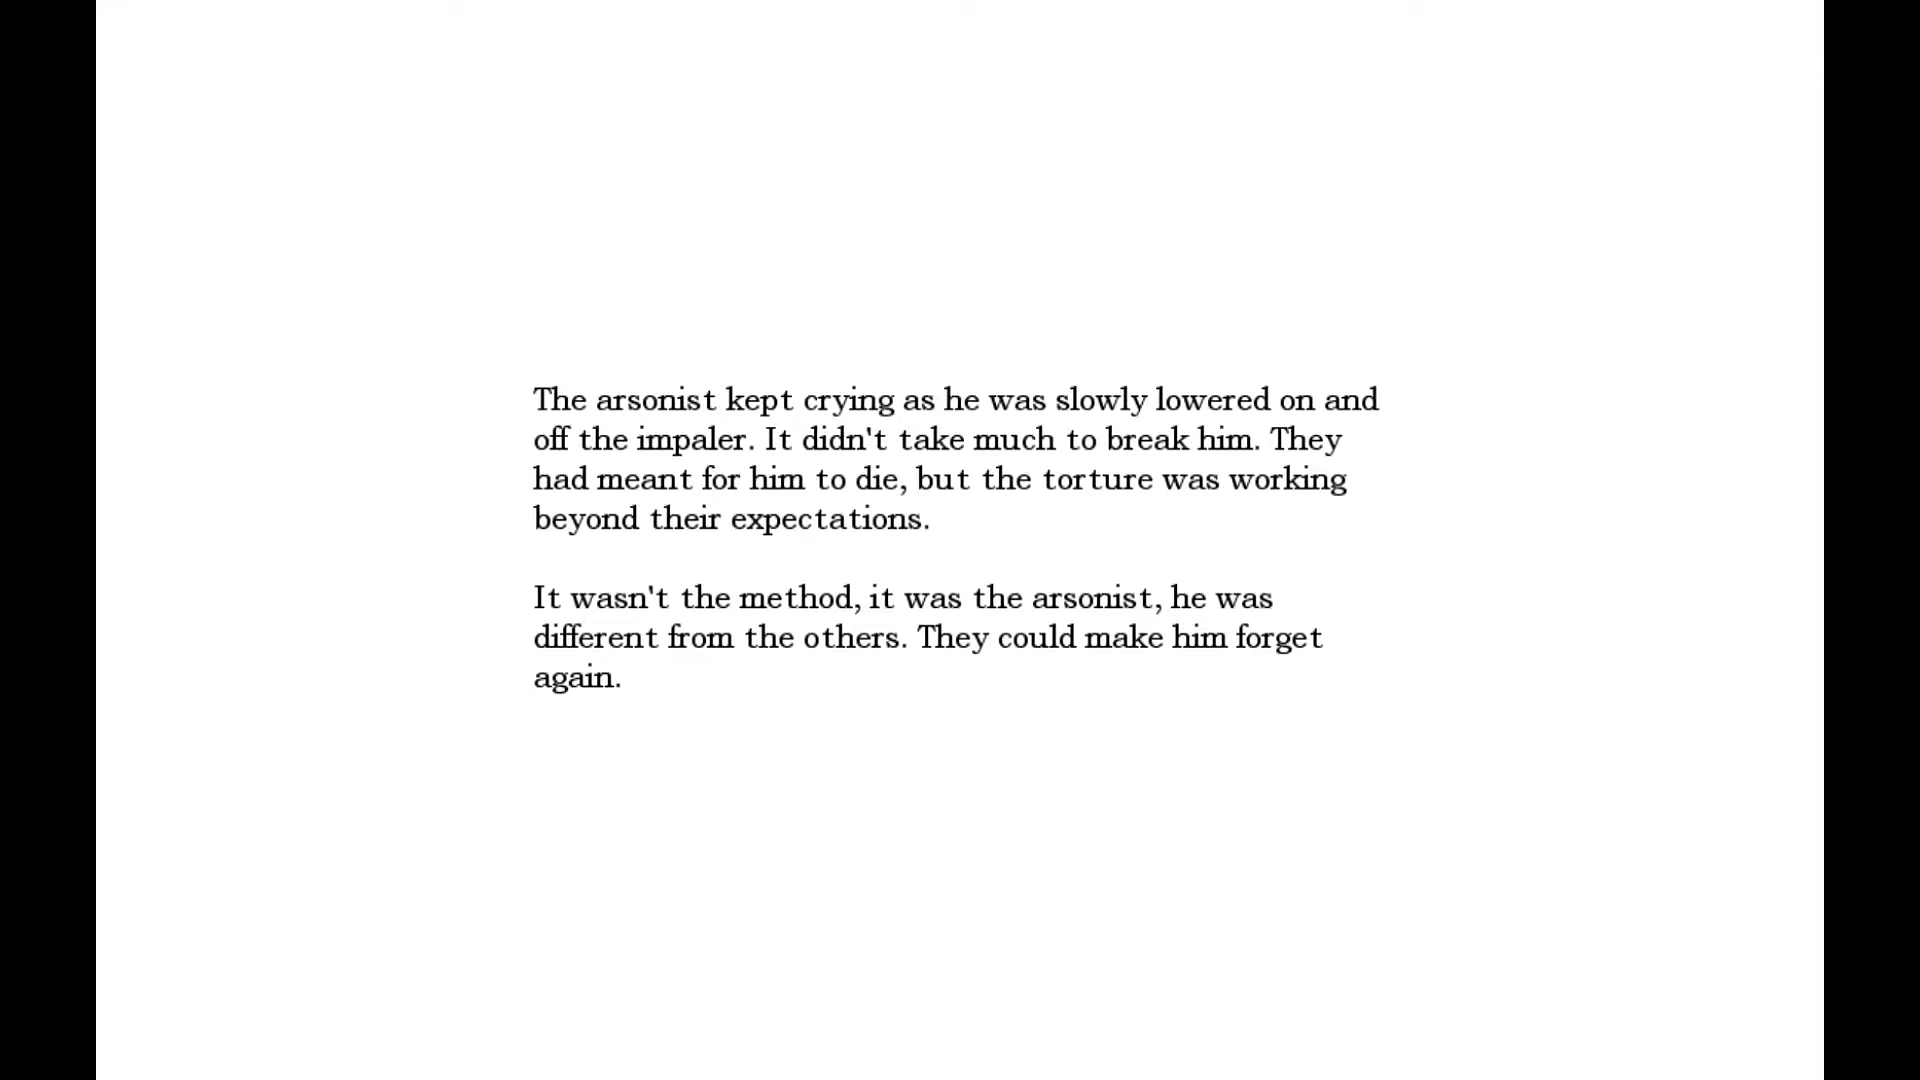 The arsonist kept crying as he was slowly lowered on and
off the impaler. It didn't take much to break him. They
had meant for him to die, but the torture was working
beyond their expectations.
It wasn't the method, it was the arsonist, he was
different from the others. They could make him forget
again.